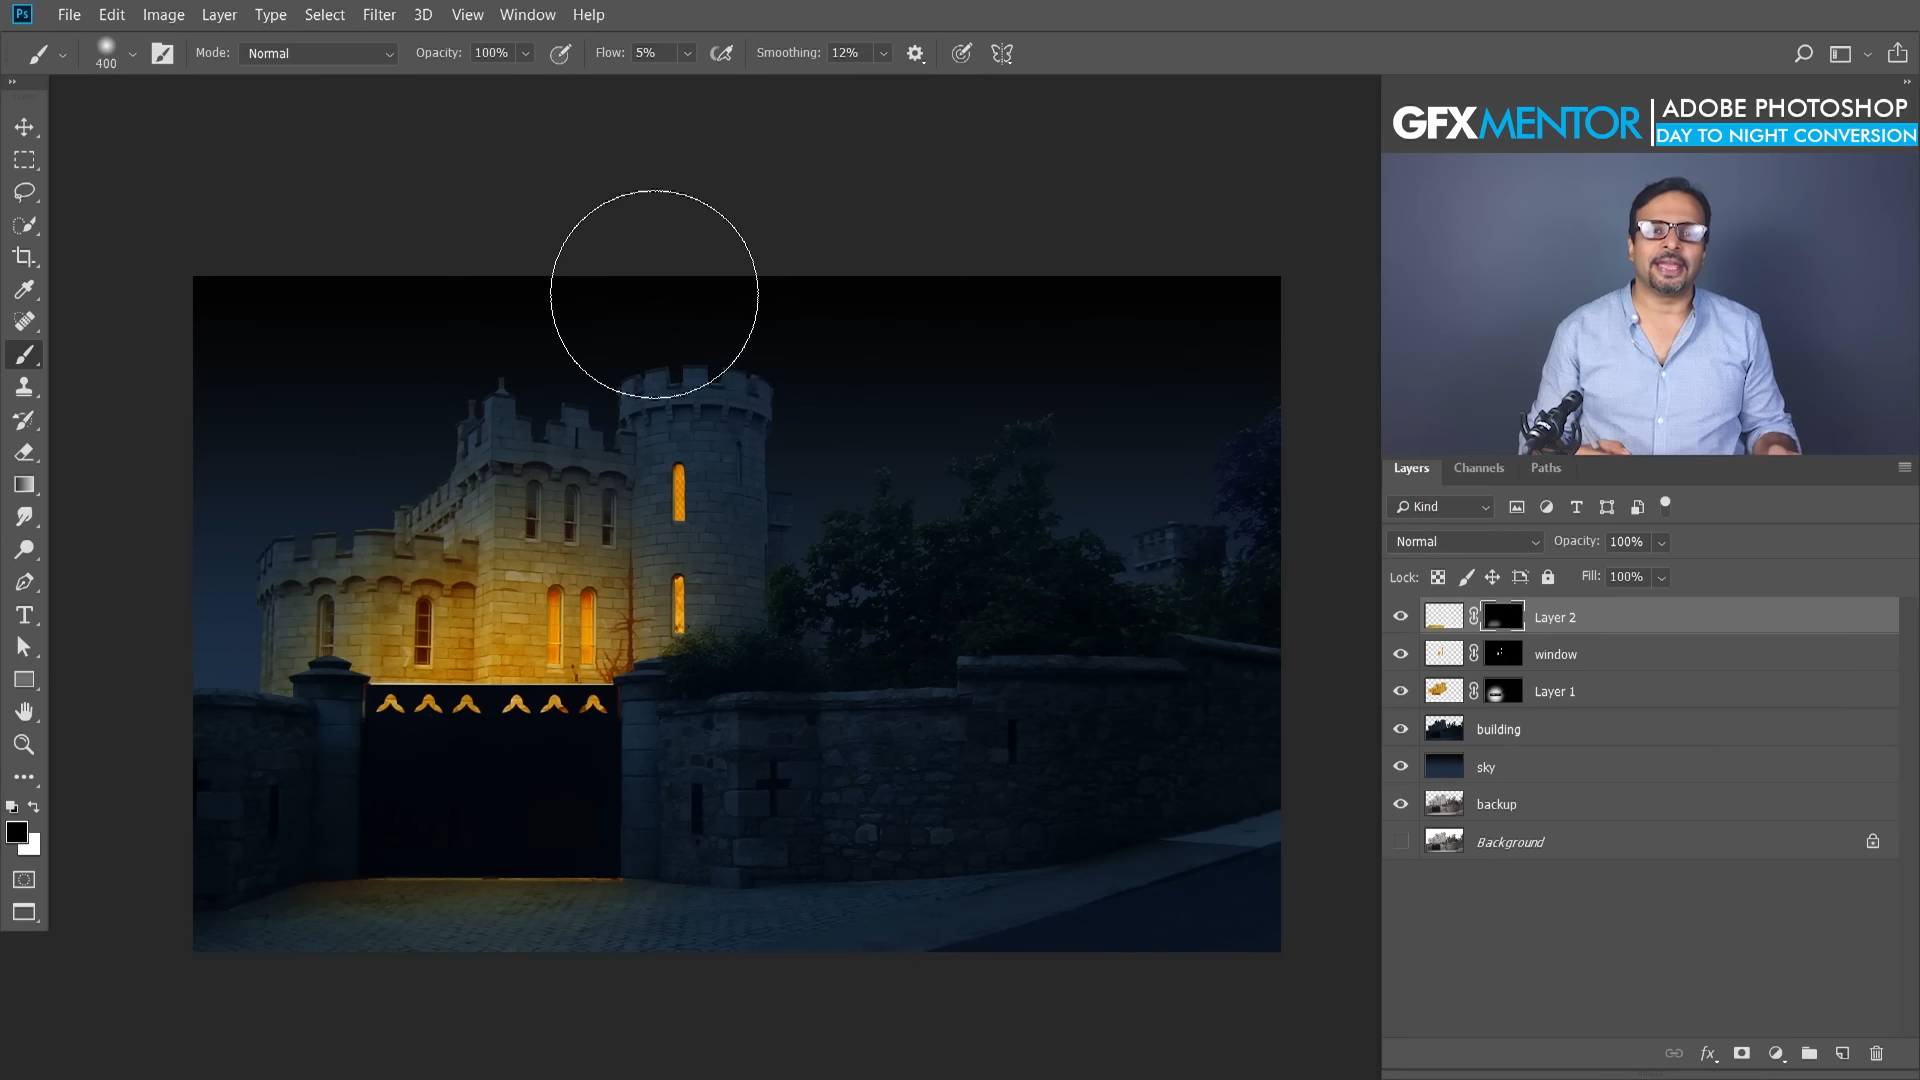 Ps File Edit Image Layer Type Select Filter 3D View Window Help
400 Mode: Normal Opacity: 100% Flow: 5% Smoothing: 12%
GFXMENTOR
ADOBE PHOTOSHOP
DAY TO NIGHT CONVERSION
Layers Channels Paths
Kind
Normal Opacity: 100%
Lock: Fill: 100%
Layer 2
window
Layer 1
building
sky
backup
Background
fx